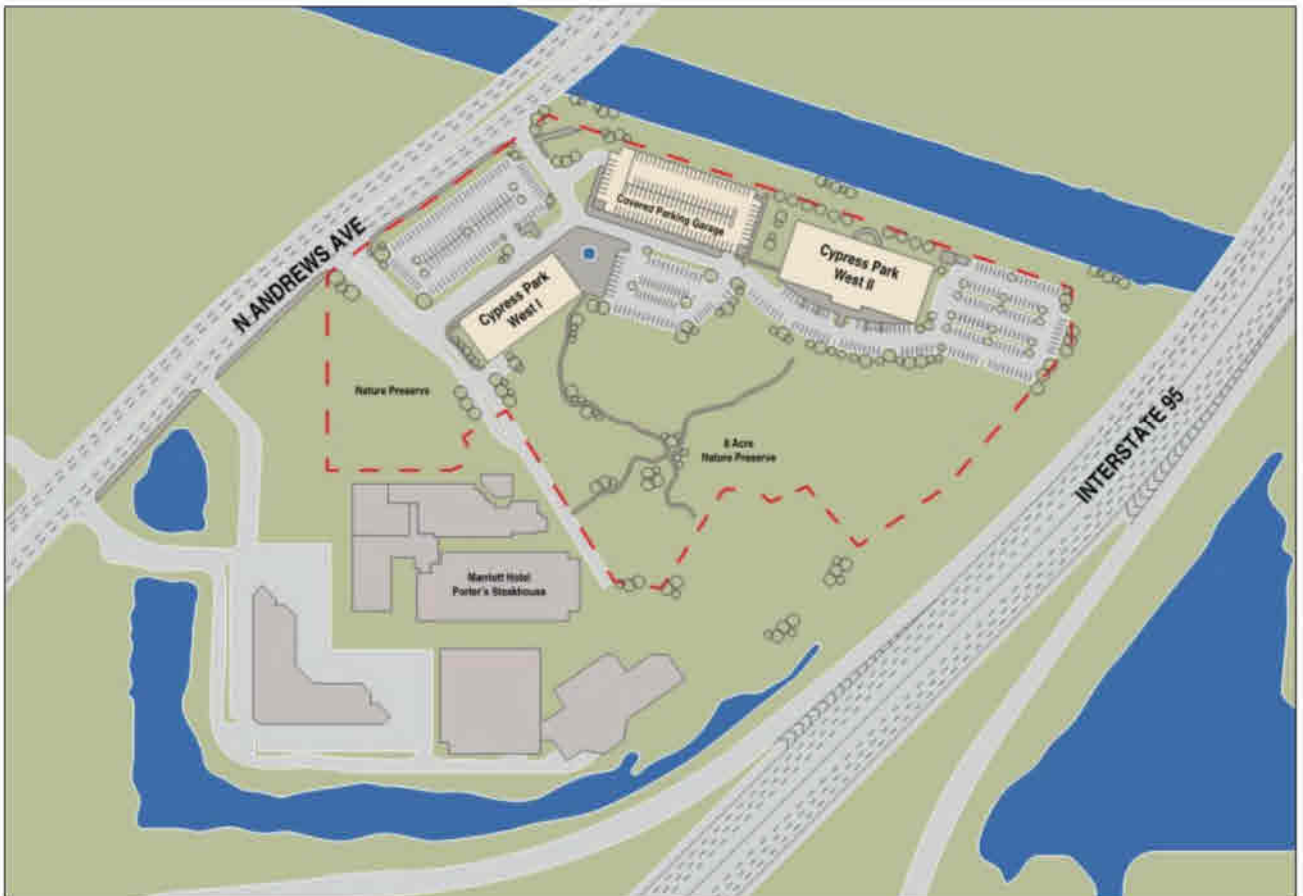 N ANDREWS AVE
Covered Parking Garage
Cypress Park
West II
Cypress Park
West I
Nature Preserve
8 Acre
Nature Preserve
INTERSTATE 95
Marriott Hotel
Porter's Steakhouse